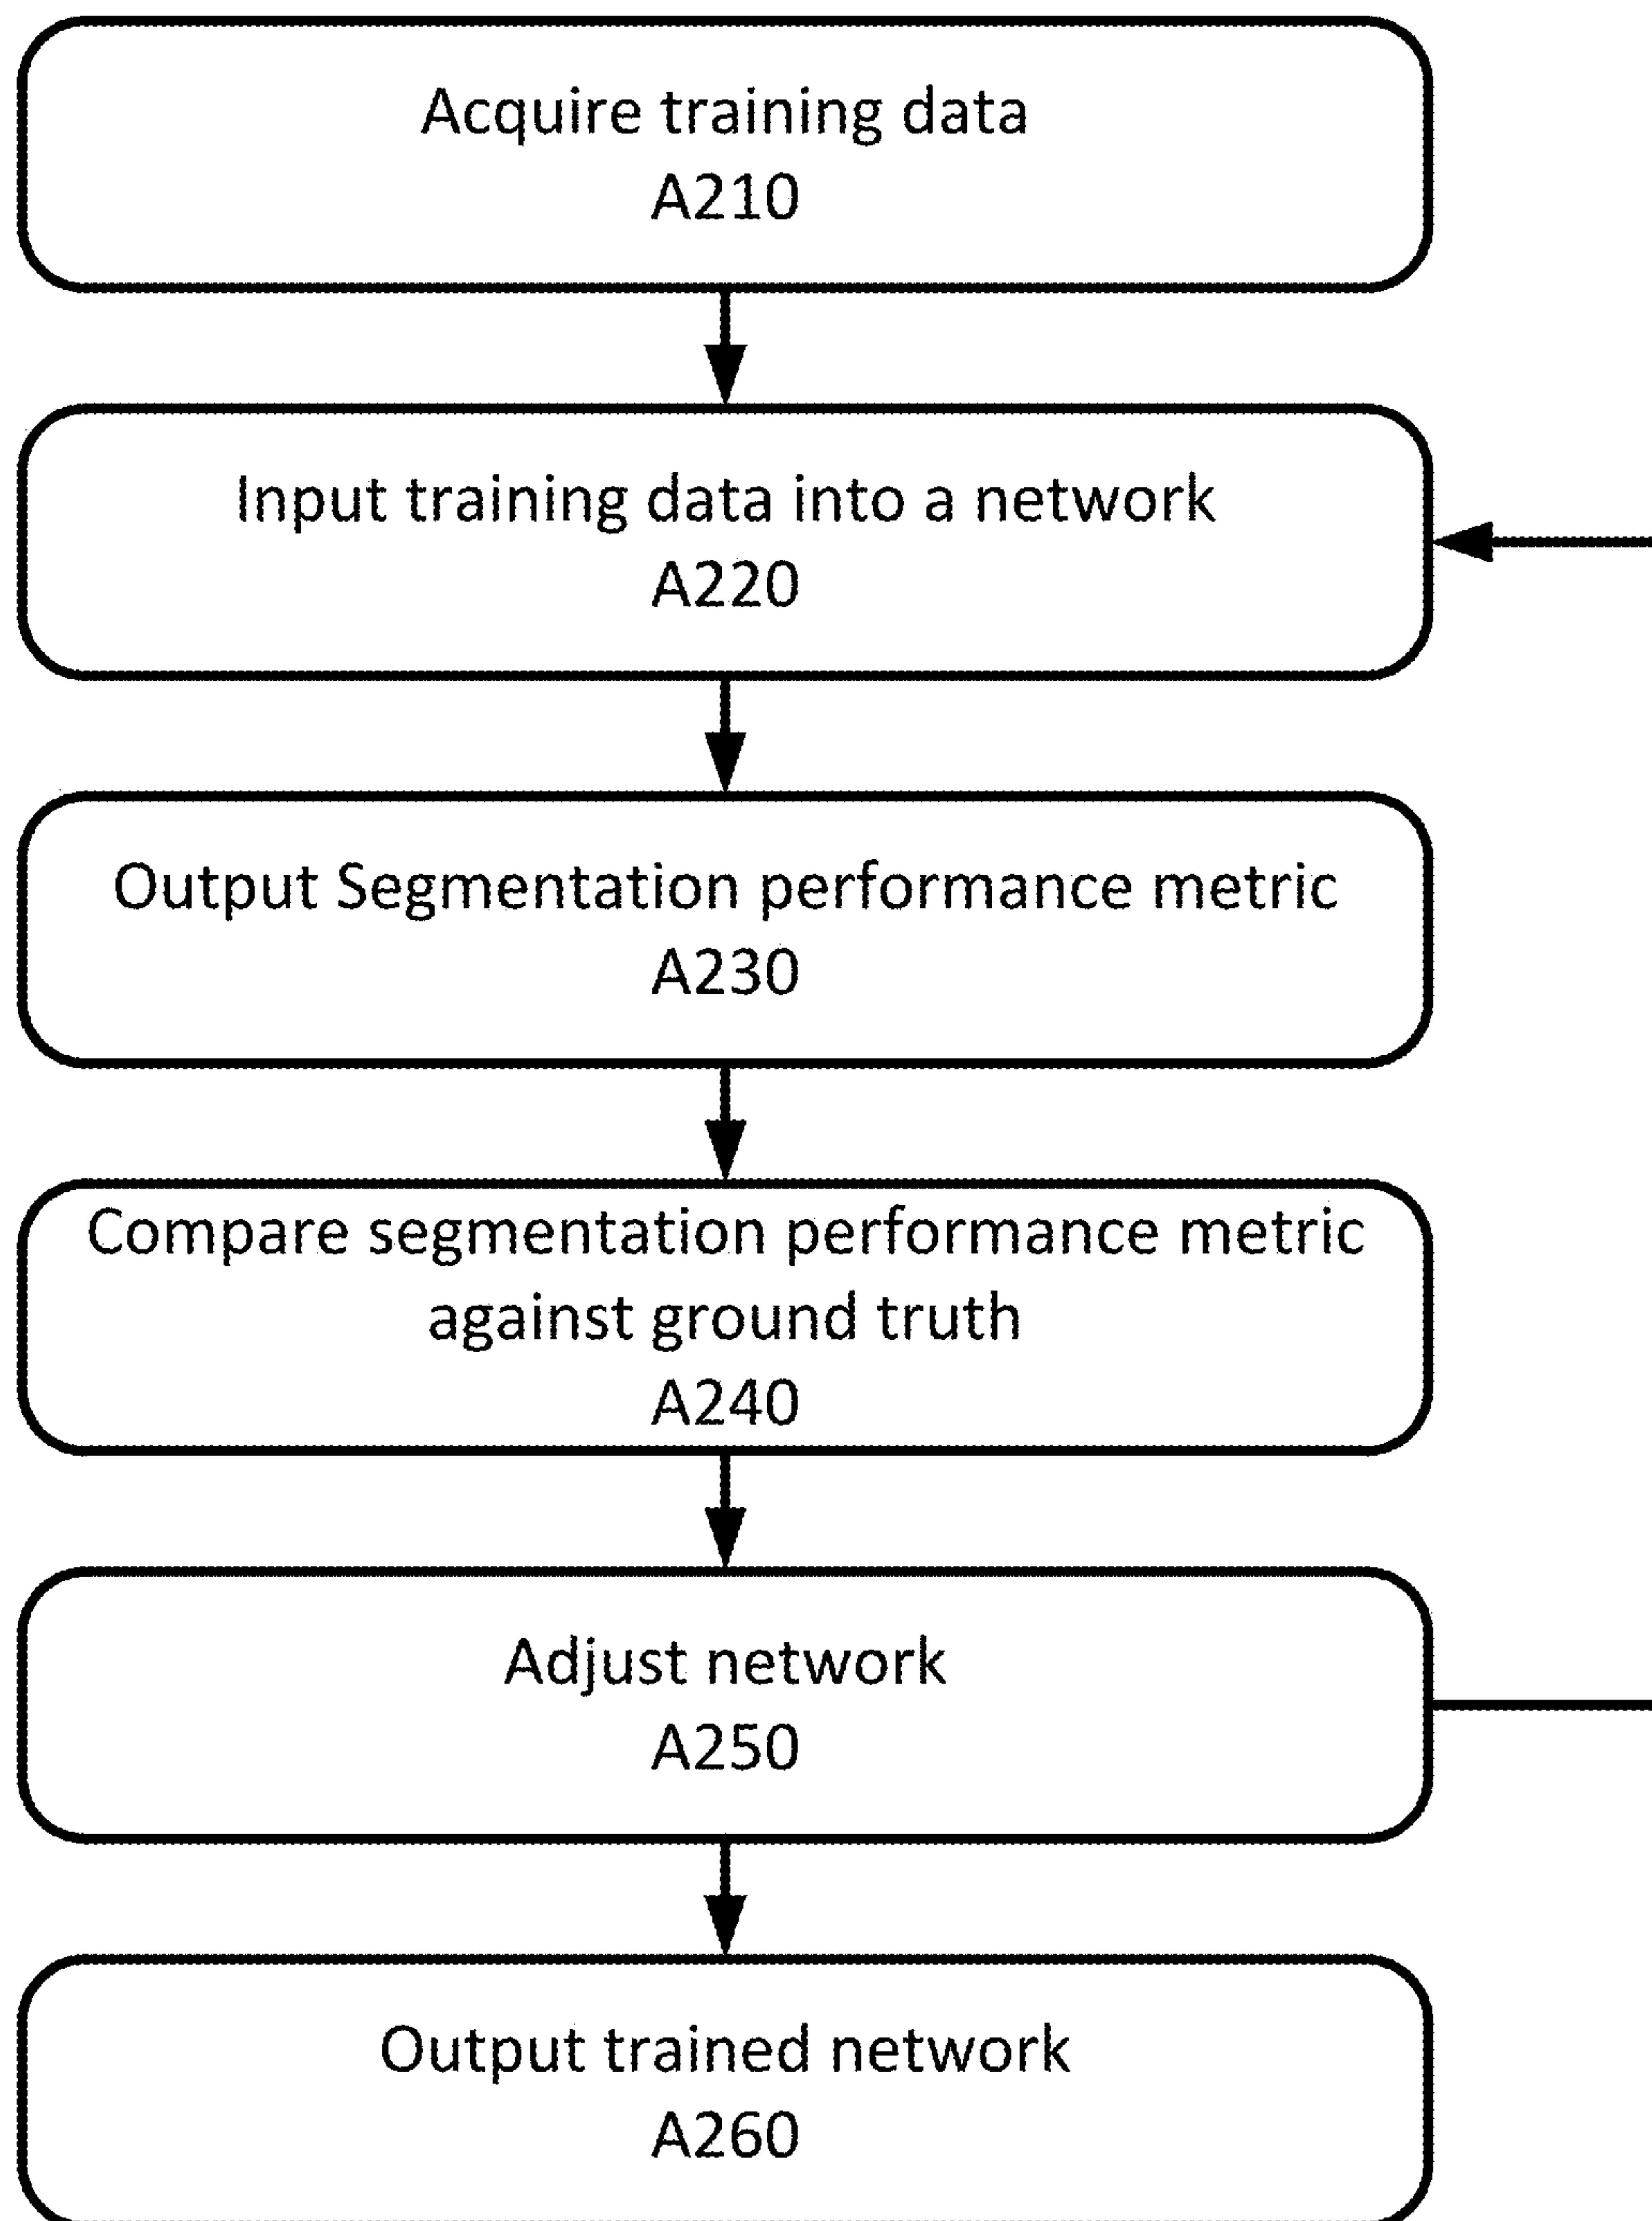 Acquire training data
A210
Input training data into a network
A220
Output Segmentation performance metric
A230
Compare segmentation performance metric
against ground truth
A240
Adjust network
A250
Output trained network
A260